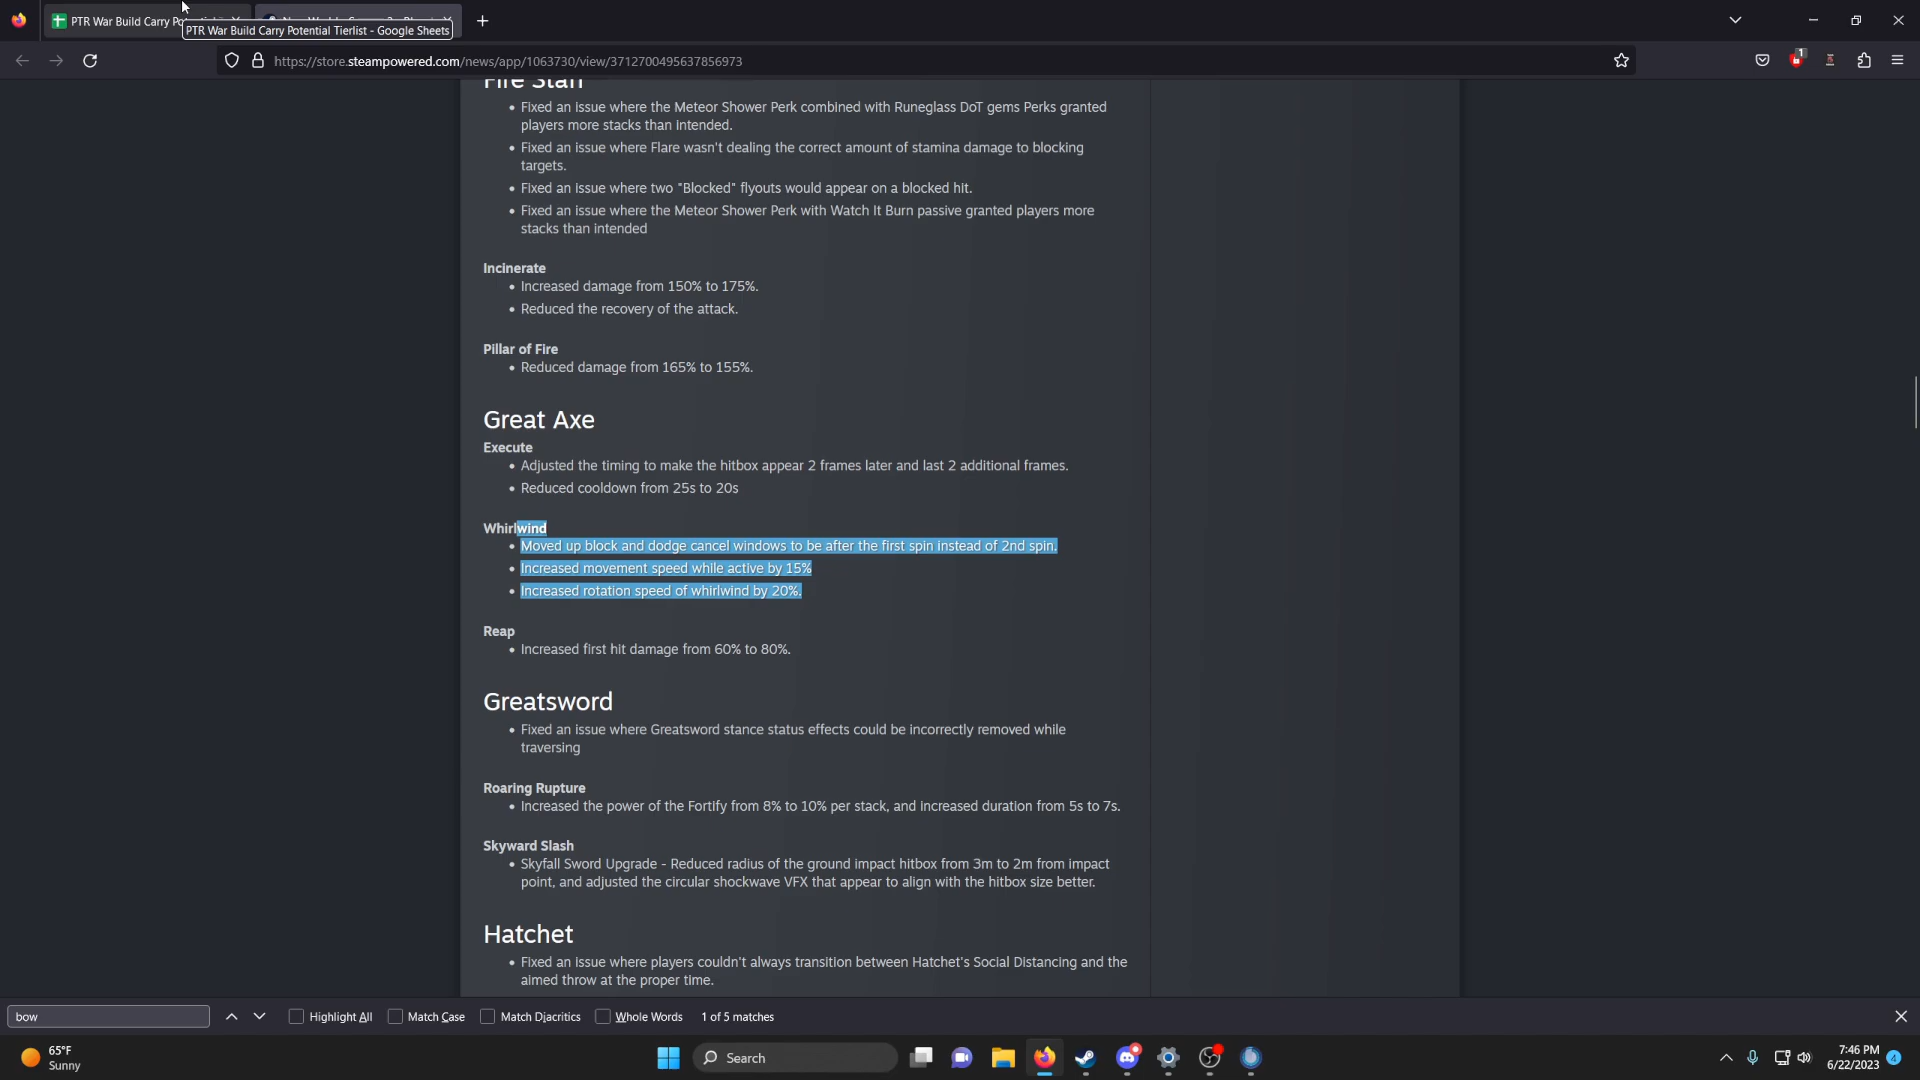 PTR War Build Carry Po
PTR War Build Carry Potential Tierlist - Google Sheets
https://store.steampowered.com/news/app/1063730/view/3712700495637856973
1
Fire Staff
• Fixed an issue where the Meteor Shower Perk combined with Runeglass DoT gems Perks granted
players more stacks than intended.
• Fixed an issue where Flare wasn't dealing the correct amount of stamina damage to blocking
targets.
• Fixed an issue where two "Blocked" flyouts would appear on a blocked hit.
• Fixed an issue where the Meteor Shower Perk with Watch It Burn passive granted players more
stacks than intended
Incinerate
• Increased damage from 150% to 175%.
• Reduced the recovery of the attack.
Pillar of Fire
• Reduced damage from 165% to 155%.
Great Axe
Execute
• Adjusted the timing to make the hitbox appear 2 frames later and last 2 additional frames.
• Reduced cooldown from 25s to 20s
Whirlwind
• Moved up block and dodge cancel windows to be after the first spin instead of 2nd spin.
• Increased movement speed while active by 15%
• Increased rotation speed of whirlwind by 20%.
Reap
• Increased first hit damage from 60% to 80%.
Greatsword
• Fixed an issue where Greatsword stance status effects could be incorrectly removed while
traversing
Roaring Rupture
• Increased the power of the Fortify from 8% to 10% per stack, and increased duration from 5s to 7s.
Skyward Slash
• Skyfall Sword Upgrade - Reduced radius of the ground impact hitbox from 3m to 2m from impact
point, and adjusted the circular shockwave VFX that appear to align with the hitbox size better.
Hatchet
• Fixed an issue where players couldn't always transition between Hatchet's Social Distancing and the
aimed throw at the proper time.
bow
Highlight All
Match Case
Match Diacritics
Whole Words
1 of 5 matches
65°F
Sunny
Search
7:46 PM
6/22/2023
4